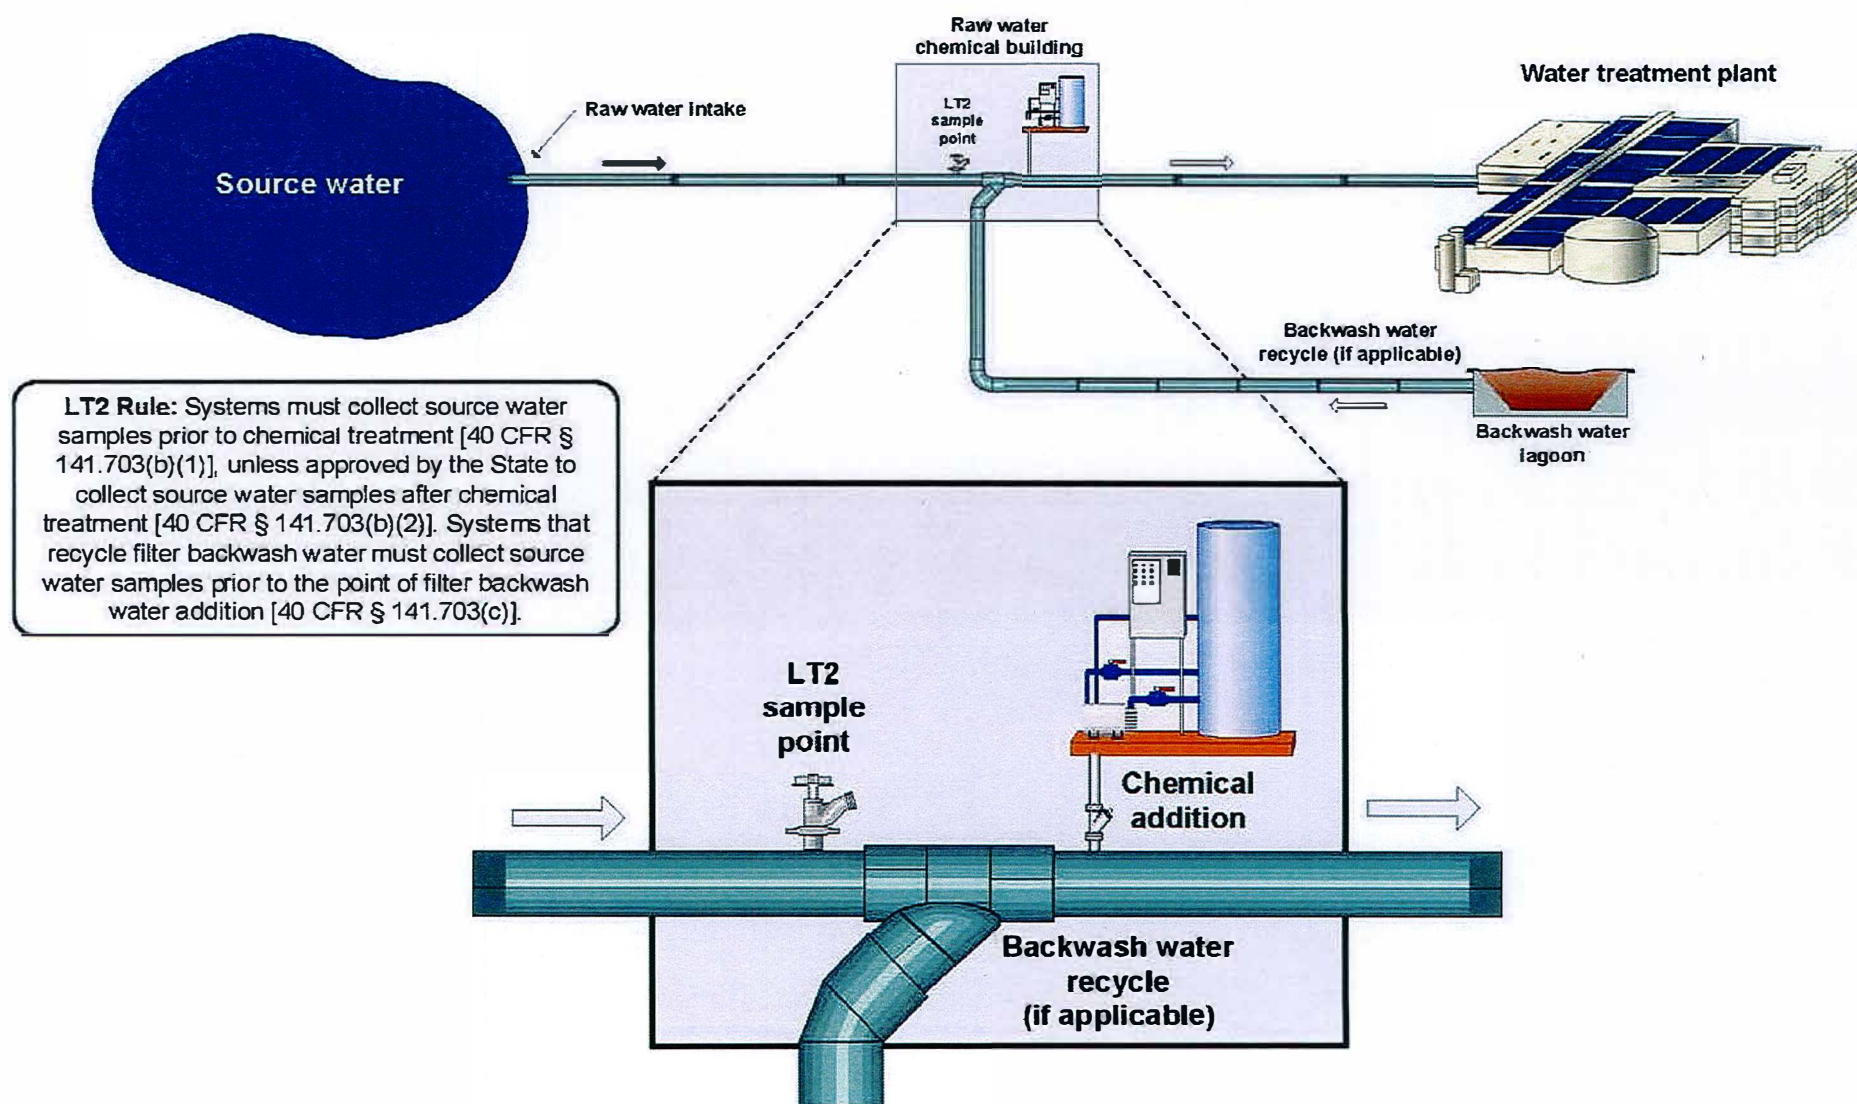 Raw water
chemical building
Water treatment plant
Raw water intake
LT2
sample
point
Source water
Backwash water
recycle (if applicable)
Backwash water
lagoon
LT2 Rule: Systems must collect source water
samples prior to chemical treatment [40 CFR §
141.703(b)(1)], unless approved by the State to
collect source water samples after chemical
treatment [40 CFR § 141.703(b)(2)]. Systems that
recycle filter backwash water must collect source
water samples prior to the point of filter backwash
water addition [40 CFR § 141.703(c)].
LT2
sample
point
Chemical
addition
Backwash water
recycle
(if applicable)